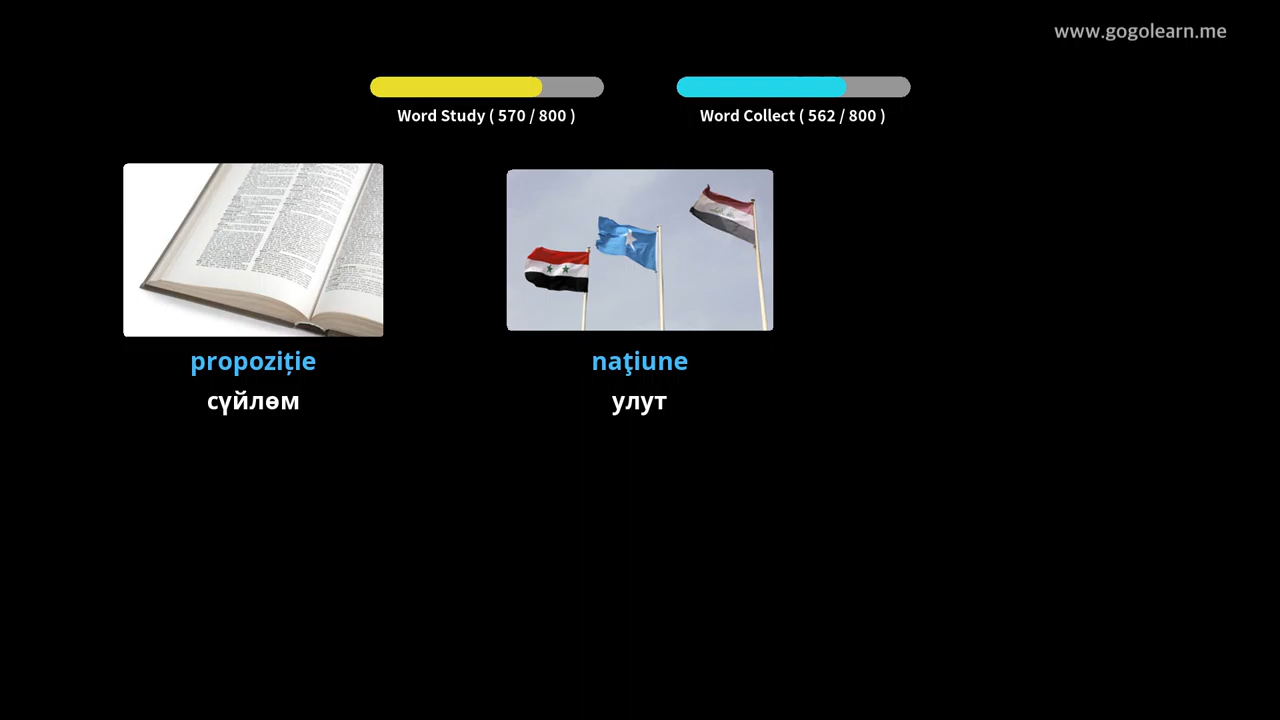 www.gogolearn.me
Word Study ( 570 / 800 )
Word Collect ( 562 / 800 )
propoziție
сүйлөм
naţiune
улут